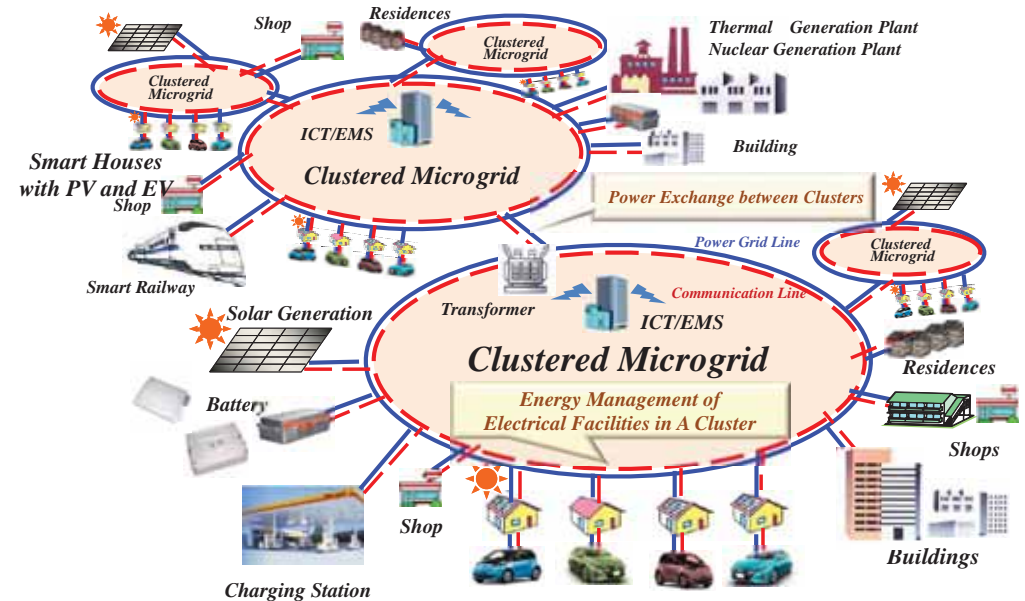 Shop
Residences
Thermal Generation Plant
Nuclear Generation Plant
Clustered
Microgrid
Clustered
Microgrid
ICT/EMS
Building
Smart Houses
with PV and EV
Clustered Microgrid
Shop
Power Exchange between Clusters
Power Grid Line
Clustered
Microgrid
Smart Railway
Transformer
Communication Line
Solar Generation
ICT/EMS
Clustered Microgrid
Residences
Battery
Energy Management of
Electrical Facilities in A Cluster
Shops
Shop
Buildings
Charging Station